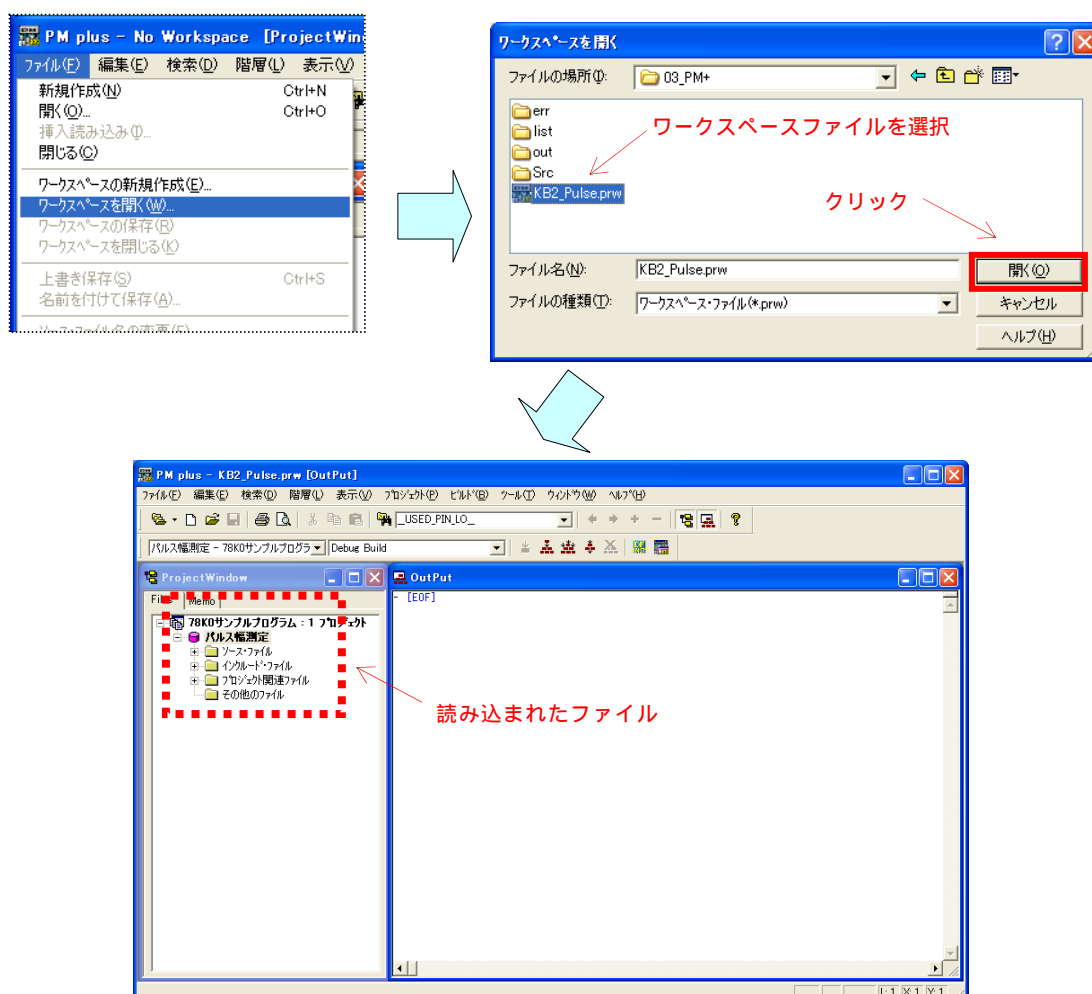 PM plus - No Workspace [ProjectWin
ファイル(F) 編集(E) 検索(D) 階層(L) 表示(V)
新規作成(N) Ctrl+N
開く(O)... Ctrl+O
挿入読み込み(I)...
閉じる(C)
ワークスペースの新規作成(E)...
ワークスペースを開く(W)...
ワークスペースの保存(R)
ワークスペースを閉じる(K)
上書き保存(S) Ctrl+S
名前を付けて保存(A)...
ワークスペースを開く
ファイルの場所(I):
03_PM+
err
list
out
Src
KB2_Pulse.prw
ワークスペースファイルを選択
クリック
ファイル名(N):
KB2_Pulse.prw
開く(O)
ファイルの種類(T):
ワークスペース・ファイル(*.prw)
キャンセル
ヘルプ(H)
PM plus - KB2_Pulse.prw [OutPut]
ファイル(F) 編集(E) 検索(D) 階層(L) 表示(V) プロジェクト(P) ビルド(B) ツール(T) ウィンドウ(W) ヘルプ(H)
_USED_PIN_LO_
パルス幅測定 - 78K0サンプルプログラ
Debug Build
ProjectWindow
OutPut
Files Memo
[EOF]
78K0サンプルプログラム : 1 プロジェクト
パルス幅測定
ソース・ファイル
インクルード・ファイル
プロジェクト関連ファイル
その他のファイル
読み込まれたファイル
L:1 X:1 Y:1